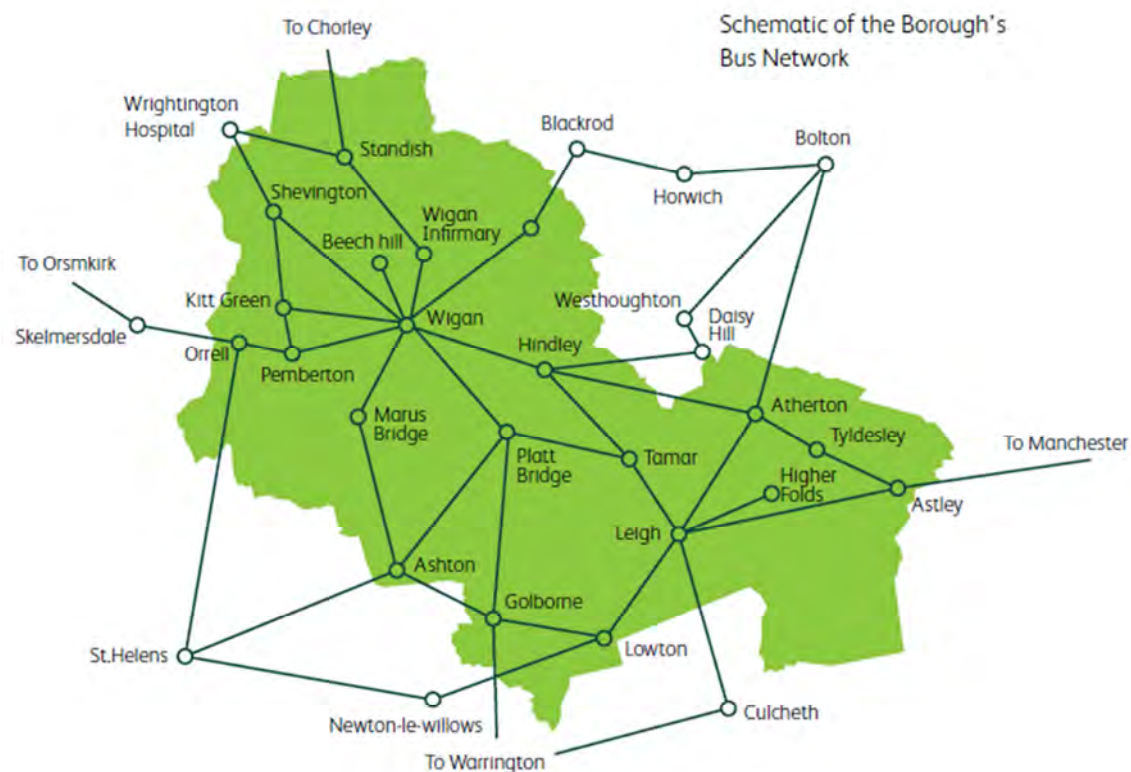 Schematic of the Borough's
Bus Network
To Chorley
Wrightington
Hospital
Standish
Blackrod
Bolton
Horwich
Shevington
Wigan
Infirmary
Beech hill
To Orsmkirk
Kitt Green
Wigan
Westhoughton
Daisy
Hill
Skelmersdale
Orrell
Pemberton
Hindley
Marus
Bridge
Platt
Bridge
Tamar
Atherton
Tyldesley
To Manchester
Higher
Folds
Astley
Leigh
Ashton
Golborne
Lowton
St.Helens
Newton-le-willows
Culcheth
To Warrington